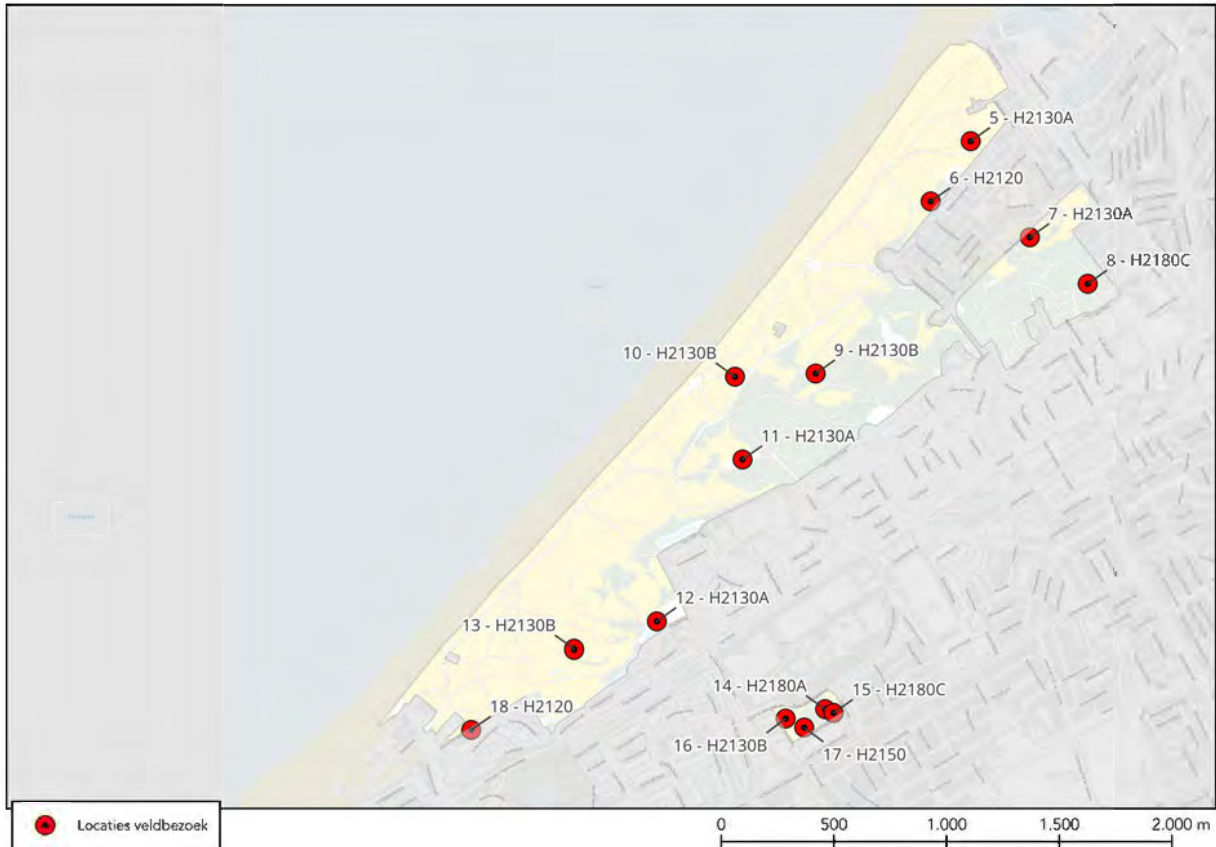 5 - H2130A
6 - H2120
7 - H2130A
8 - H2180C
10 - H2130B
9 - H2130B
11 - H2130A
12 - H2130A
13 - H2130B
14 - H2180A
15 - H2180C
18 - H2120
16 - H2130B
17 - H2150
Locaties veldbezoek
0 500 1.000 1.500 2.000 m